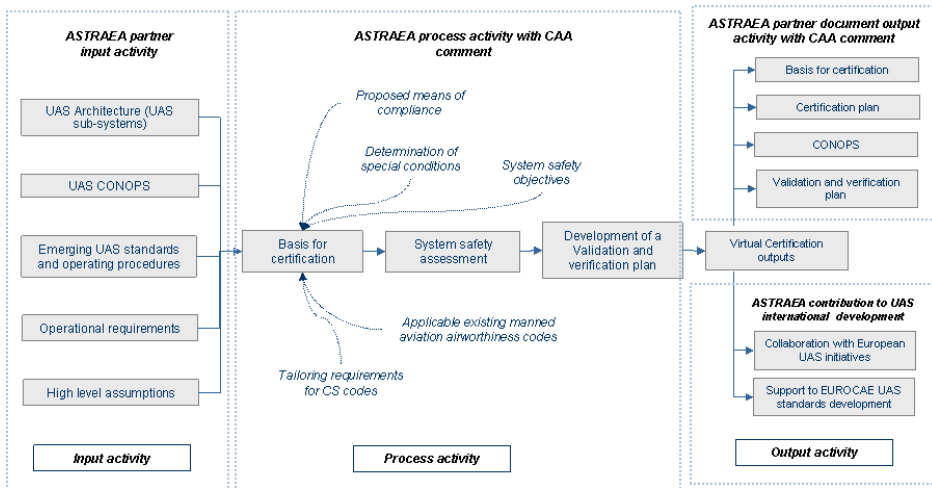 ASTRAEA partner
input activity
UAS Architecture (UAS
sub-systems)
UAS CONOPS
Emerging UAS standards
and operating procedures
Operational requirements
High level assumptions
Input activity
ASTRAEA process activity with CAA
comment
Proposed means of
compliance
Determination of
special conditions
System safety
objectives
Basis for
certification
System safety
assessment
Development of a
Validation and
verification plan
Applicable existing manned
aviation airworthiness codes
Tailoring requirements
for CS codes
Process activity
ASTRAEA partner document output
activity with CAA comment
Basis for certification
Certification plan
CONOPS
Validation and verification
plan
Virtual Certification
outputs
ASTRAEA contribution to UAS
international development
Collaboration with European
UAS initiatives
Support to EUROCAE UAS
standards development
Output activity